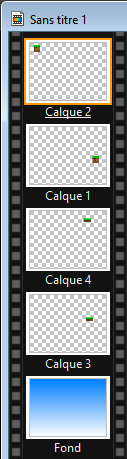 Sans titre 1
Calque 2
Calque 1
Calque 4
Calque 3
Fond